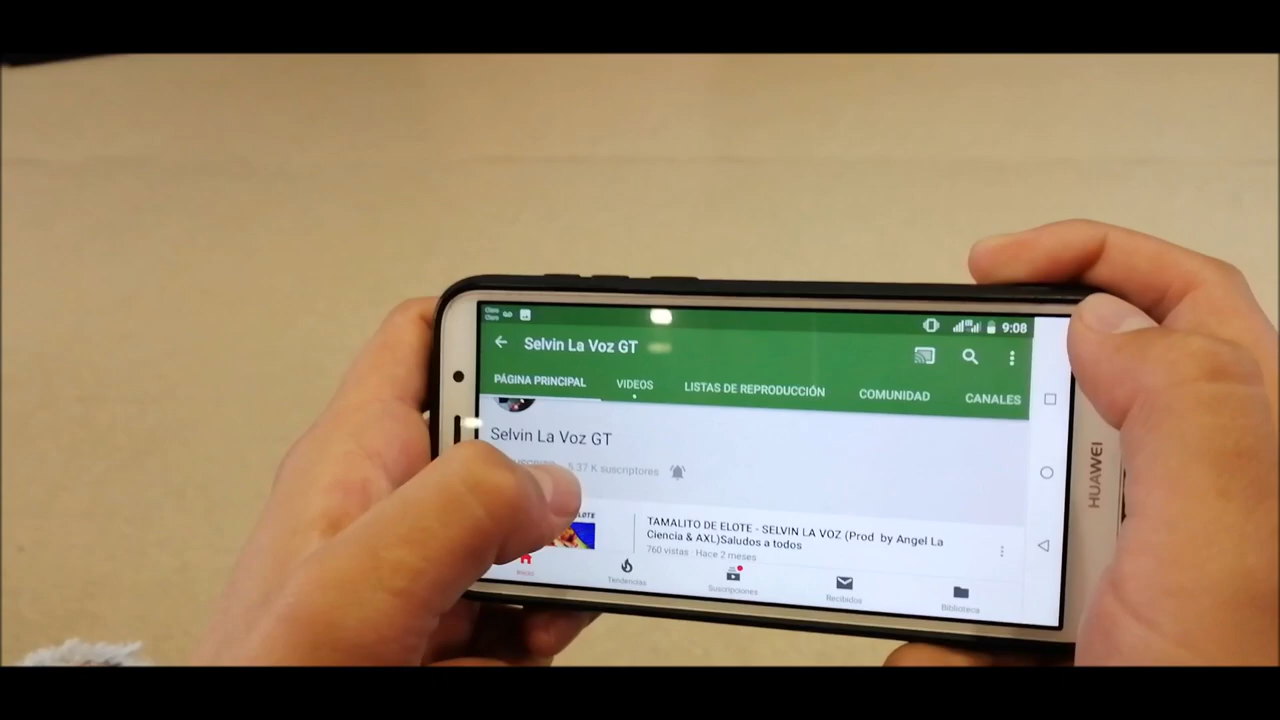 Claro
Claro
9:08
Selvin La Voz GT
PÁGINA PRINCIPAL VIDEOS LISTAS DE REPRODUCCIÓN COMUNIDAD CANALES
Selvin La Voz GT
5.37 K suscriptores
TAMALITO DE ELOTE - SELVIN LA VOZ (Prod by Angel La
Ciencia & AXL)Saludos a todos
760 vistas · Hace 2 meses
Tendencias Suscripciones Recibidos Biblioteca
HUAWEI